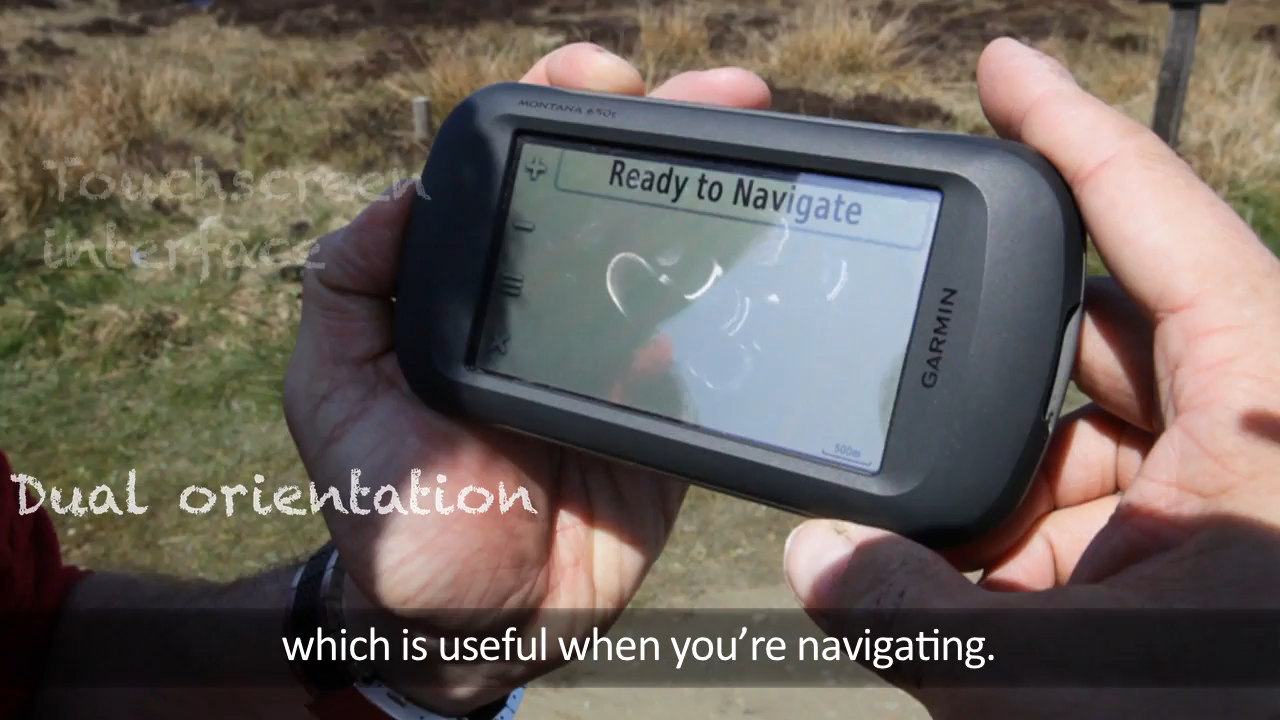 MONTANA 650t
Ready to Navigate
Touchscreen
interface
GARMIN
500m
Dual orientation
which is useful when you're navigating.